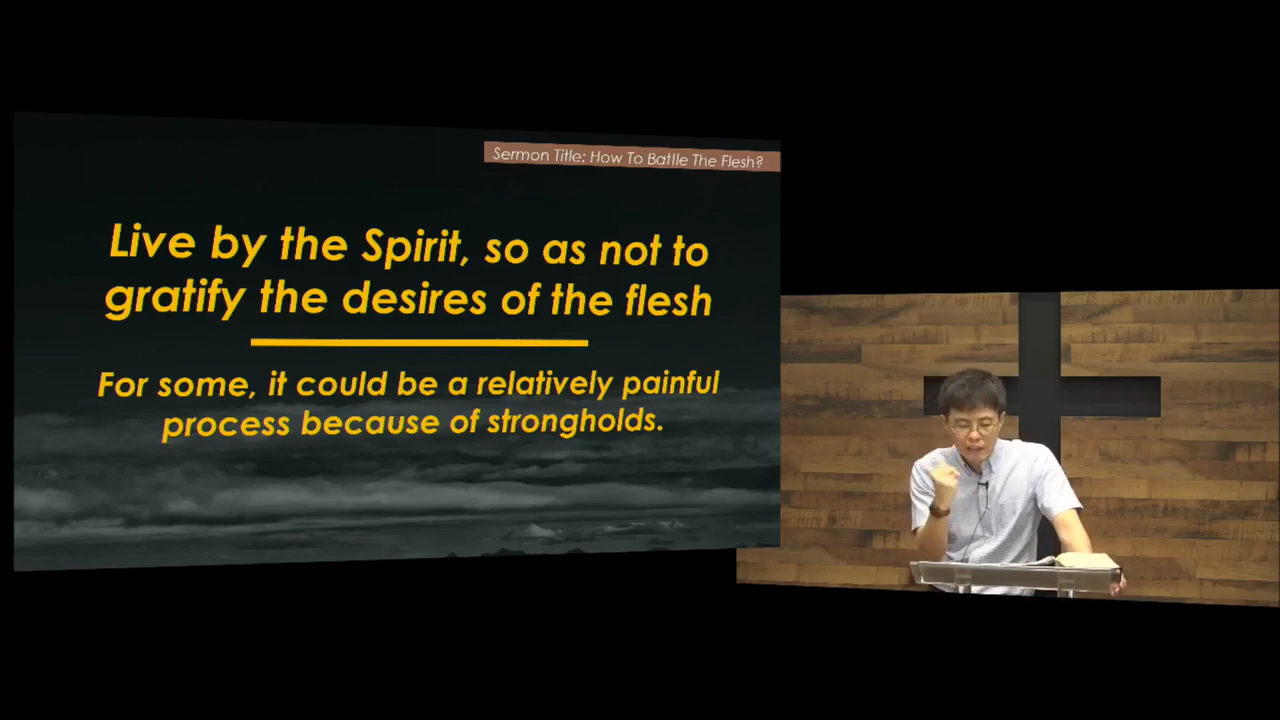 Sermon Title: How To Battle The Flesh?
Live by the Spirit, so as not to
gratify the desires of the flesh
For some, it could be a relatively painful
process because of strongholds.